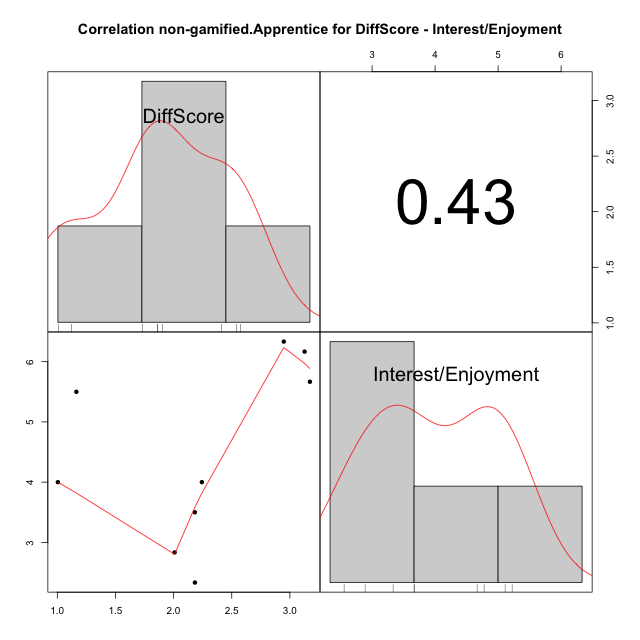 Correlation non-gamified.Apprentice for DiffScore - Interest/Enjoyment
3 4 5 6
DiffScore
0.43
1.0 1.5 2.0 2.5 3.0
3 4 5 6
Interest/Enjoyment
1.0 1.5 2.0 2.5 3.0